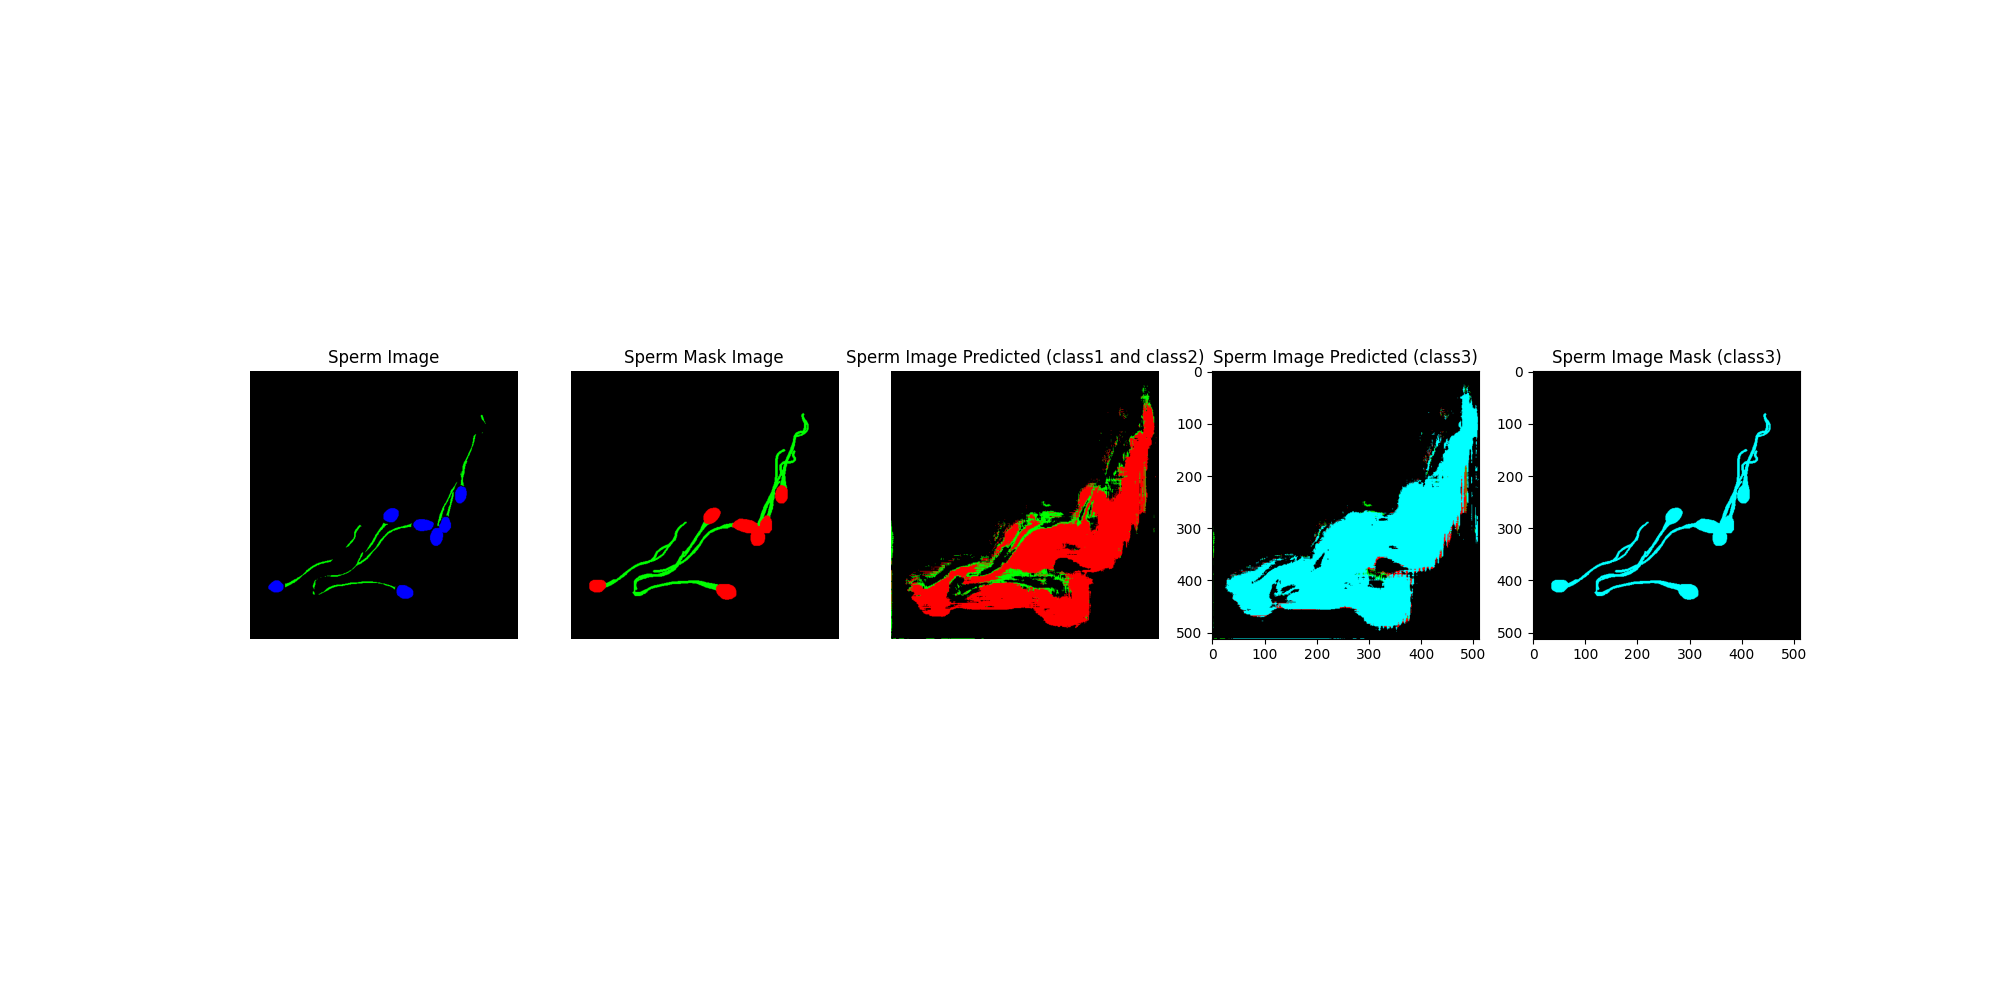 Sperm Image
Sperm Mask Image
Sperm Image Predicted (class1 and class2)
Sperm Image Predicted (class3)
Sperm Image Mask (class3)
0
100
200
300
400
500
0 100 200 300 400 500
0
100
200
300
400
500
0 100 200 300 400 500